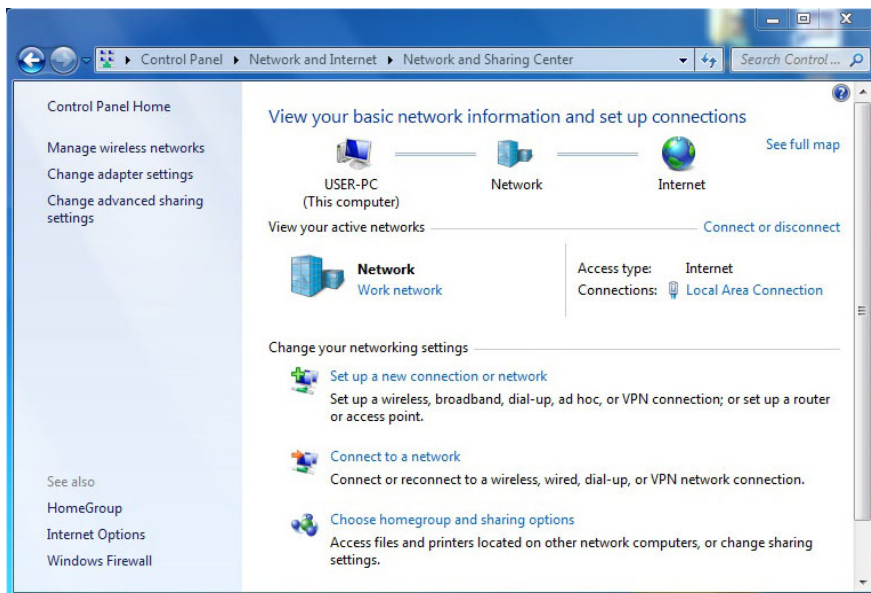 Control Panel Network and Internet Network and Sharing Center Search Control ...
Control Panel Home
Manage wireless networks
Change adapter settings
Change advanced sharing
settings
See also
HomeGroup
Internet Options
Windows Firewall
View your basic network information and set up connections
See full map
USER-PC Network Internet
(This computer)
View your active networks Connect or disconnect
Network Access type: Internet
Work network Connections: Local Area Connection
Change your networking settings
Set up a new connection or network
Set up a wireless, broadband, dial-up, ad hoc, or VPN connection; or set up a router
or access point.
Connect to a network
Connect or reconnect to a wireless, wired, dial-up, or VPN network connection.
Choose homegroup and sharing options
Access files and printers located on other network computers, or change sharing
settings.